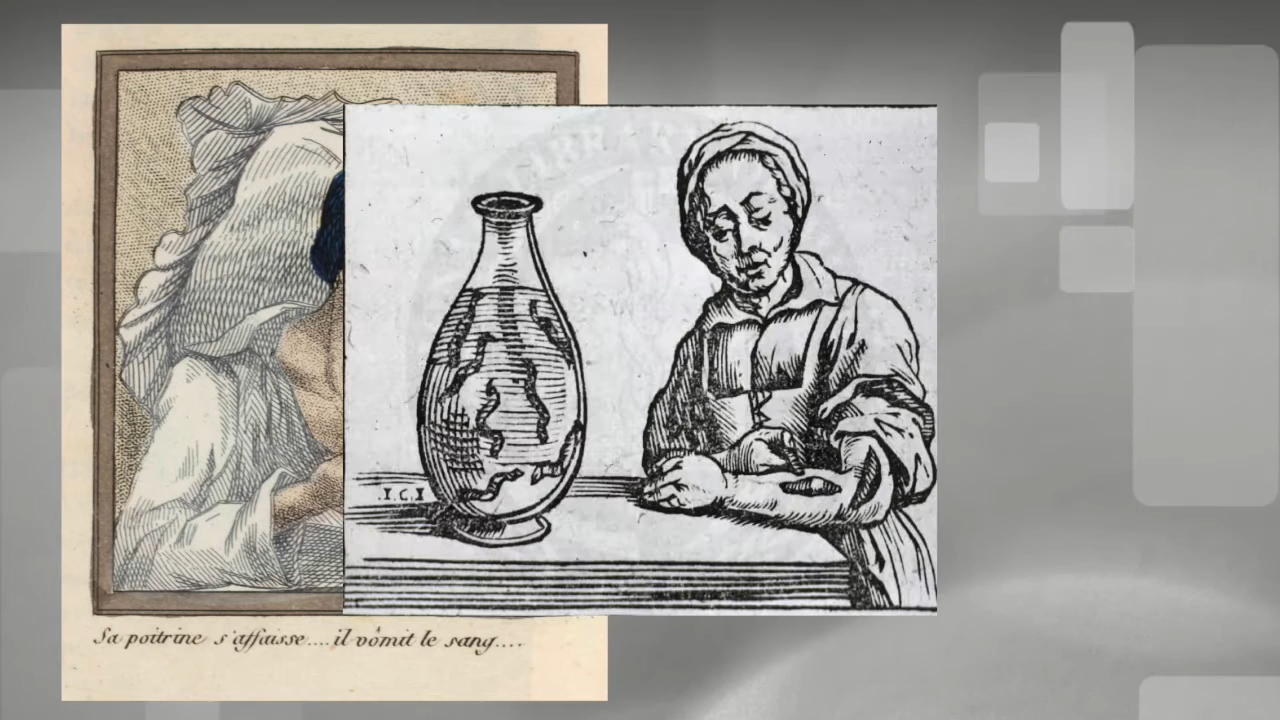 .I.C.I
Sa poitrine s'affaisse.... il vômit le sang....